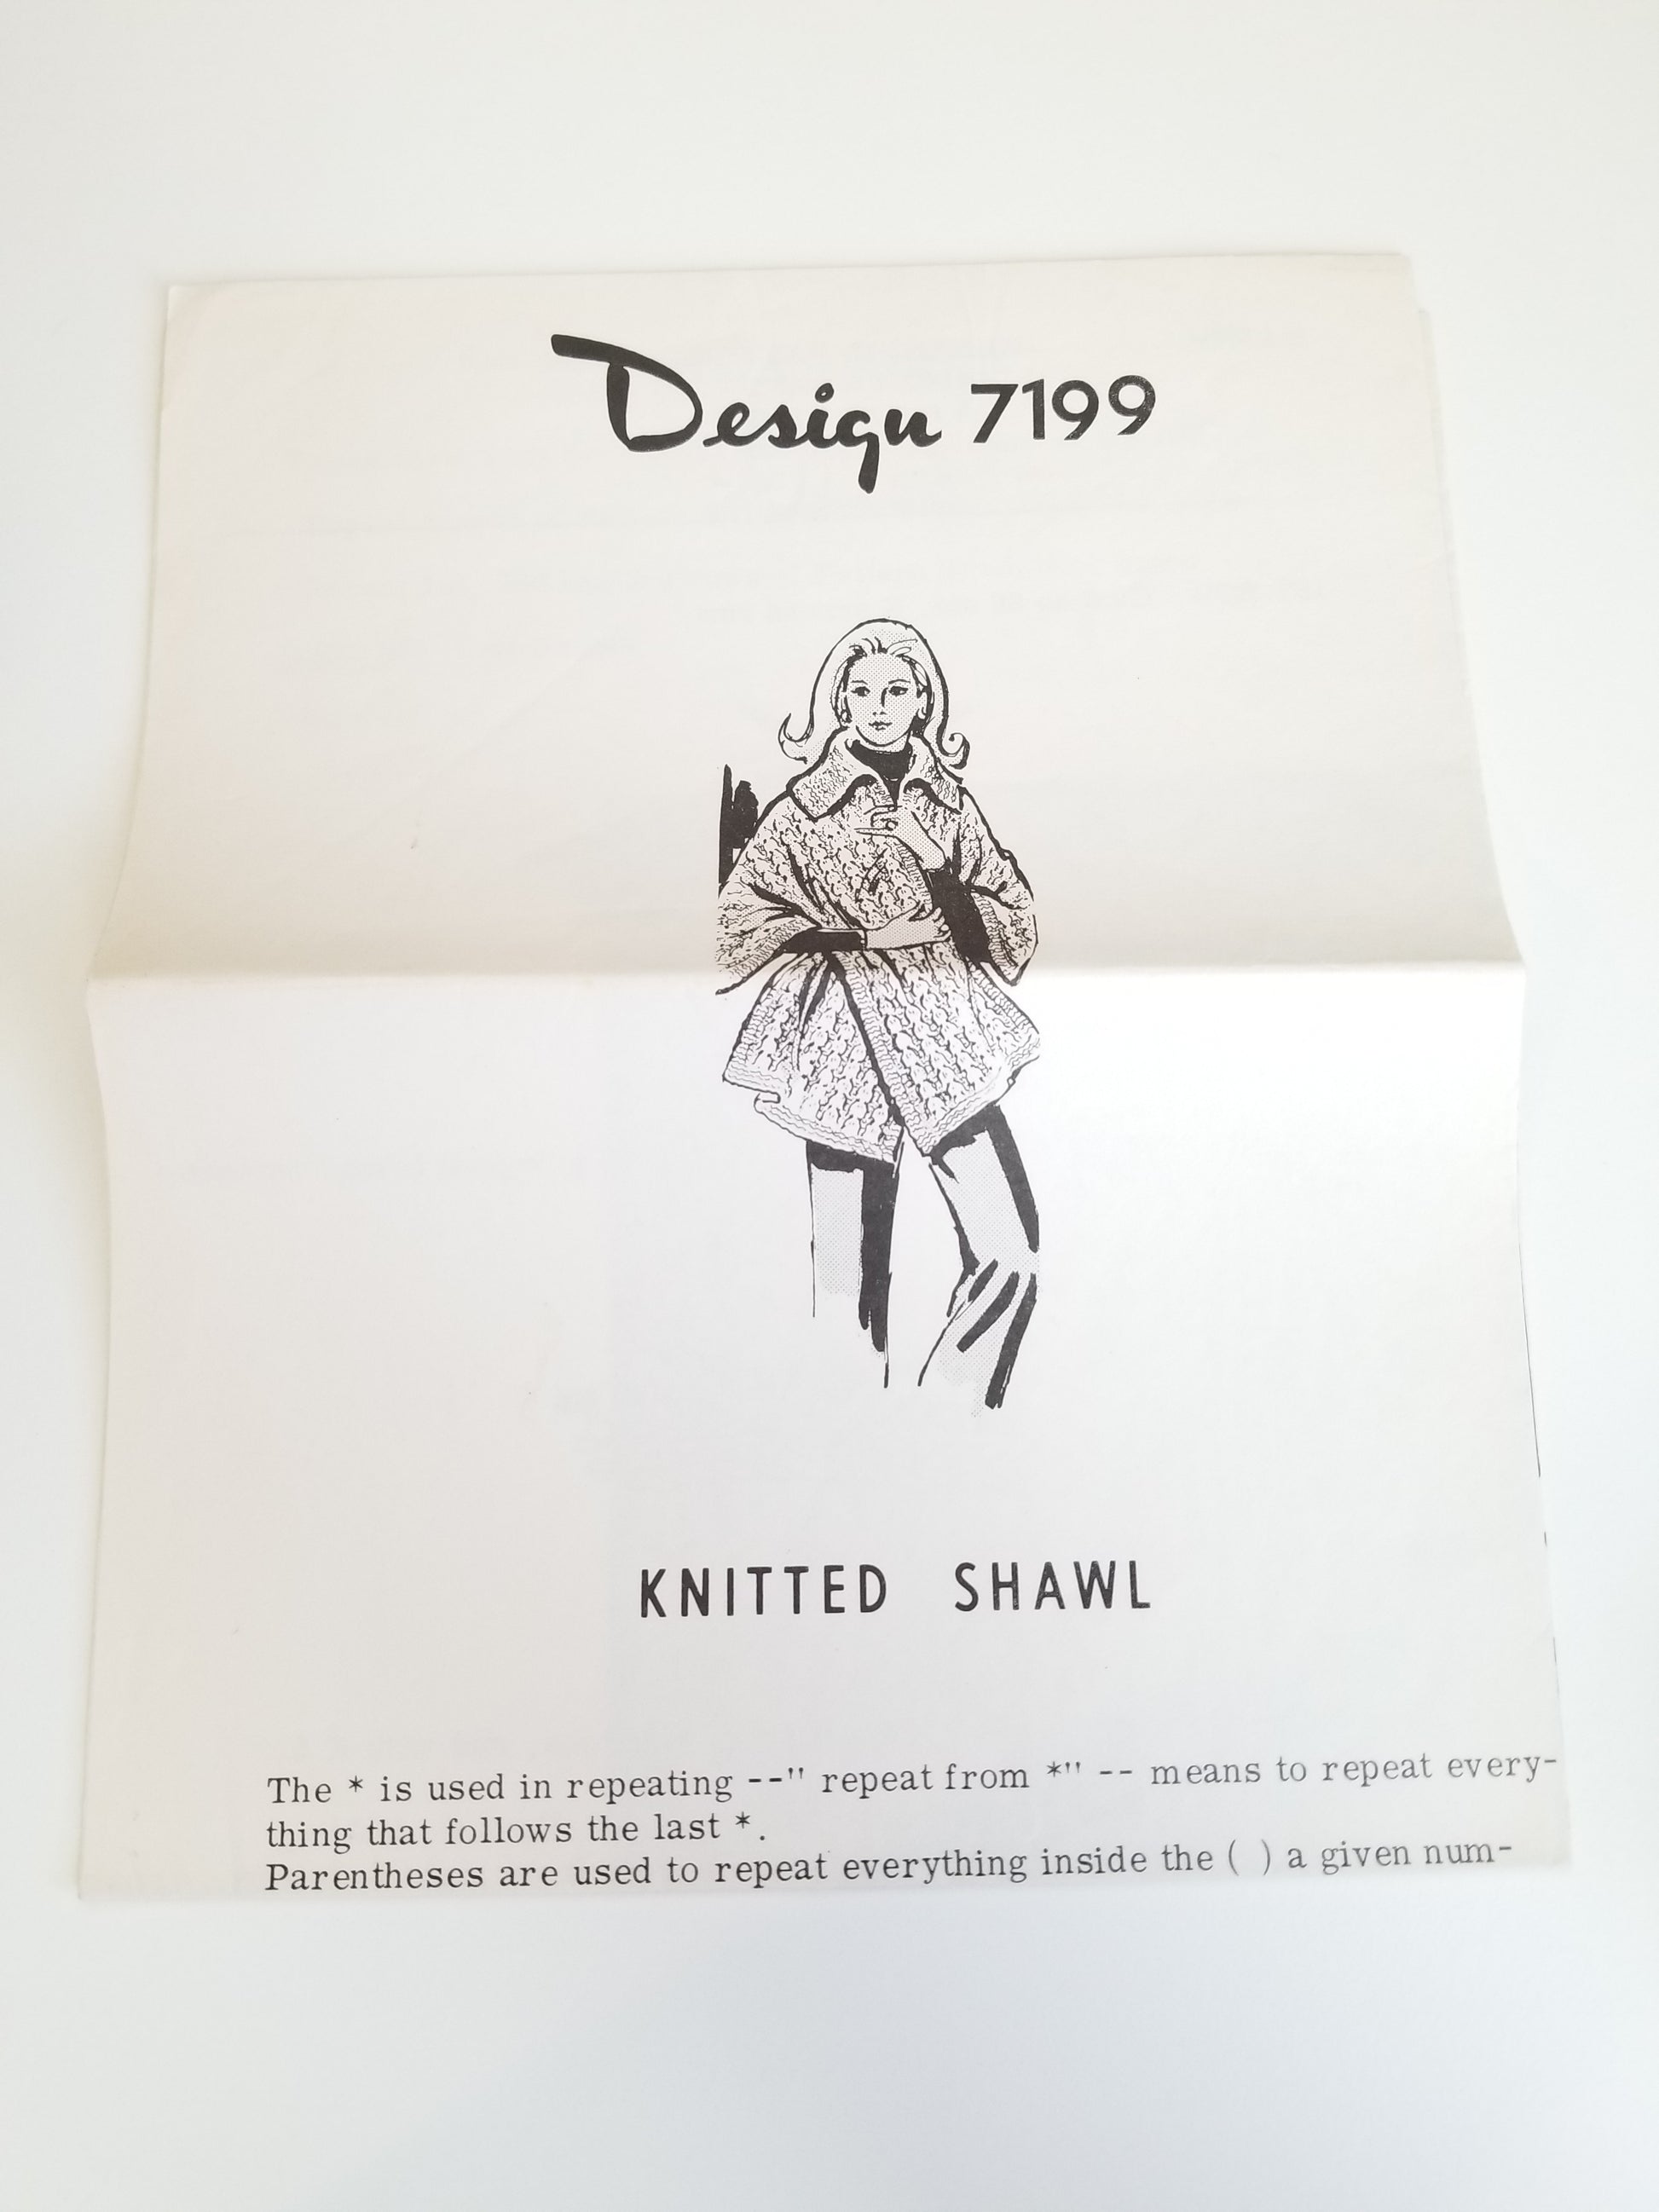 Design 7199
KNITTED SHAWL
The * is used in repeating --" repeat from *" -- means to repeat every-
thing that follows the last *.
Parentheses are used to repeat everything inside the ( ) a given num-